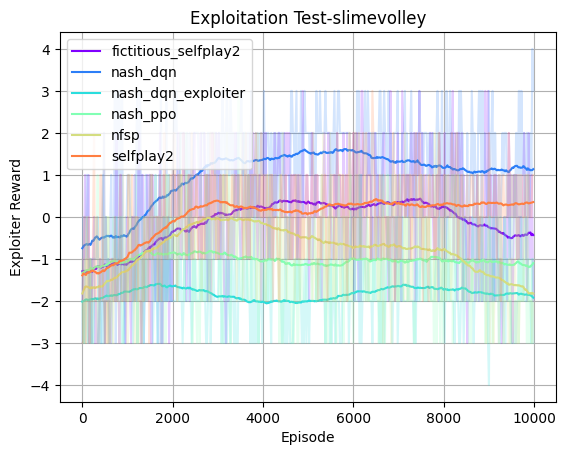 Exploitation Test-slimevolley
fictitious_selfplay2
nash_dqn
nash_dqn_exploiter
nash_ppo
nfsp
selfplay2
Exploiter Reward
4
3
2
1
0
−1
−2
−3
−4
0 2000 4000 6000 8000 10000
Episode